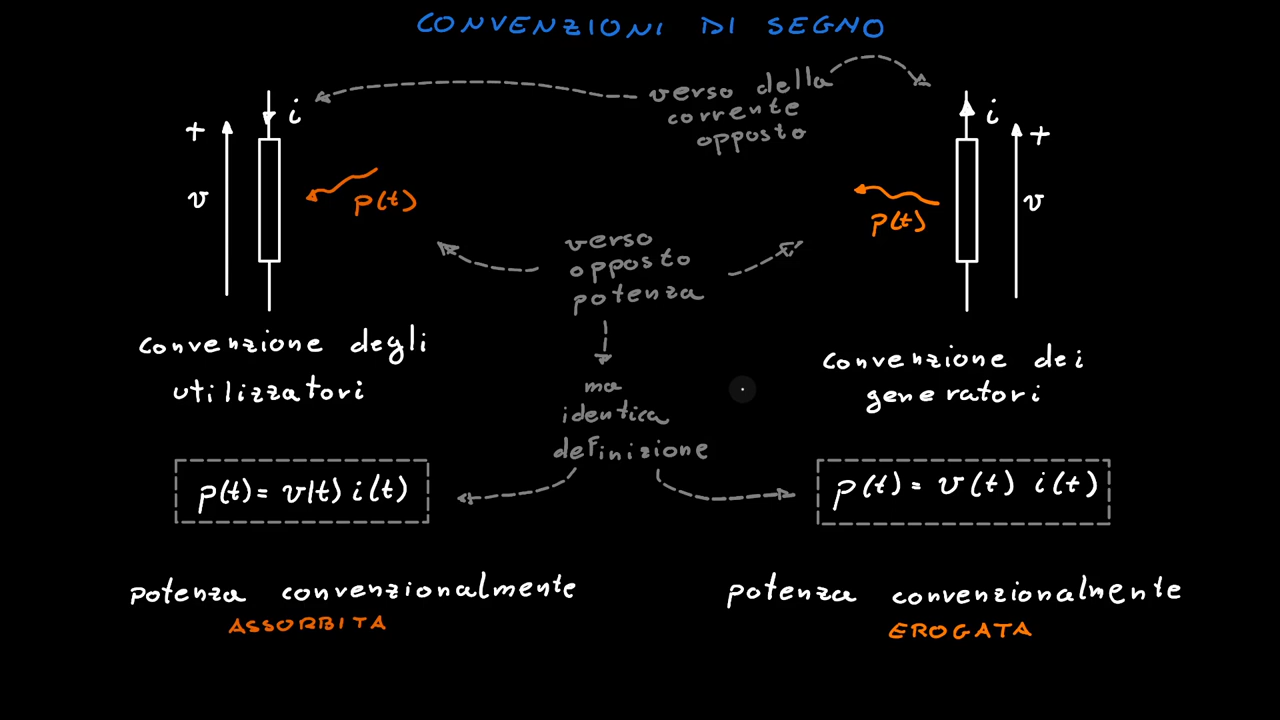 CONVENZIONI DI SEGNO
verso della
corrente
opposto
i
+
v
p(t)
i
+
v
p(t)
verso
opposto
potenza
convenzione degli
utilizzatori
convenzione dei
generatori
ma
identica
definizione
p(t) = v(t) i(t)
p(t) = v(t) i(t)
potenza convenzionalmente
ASSORBITA
potenza convenzionalmente
EROGATA